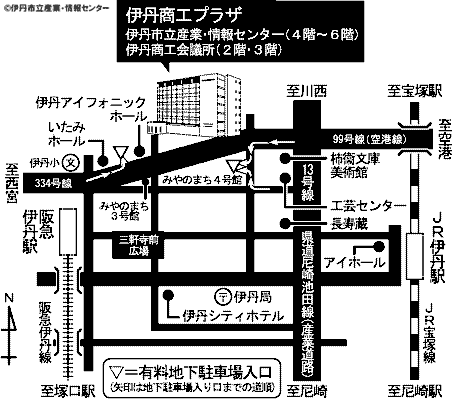 ©伊丹市立産業・情報センター
伊丹商工プラザ
伊丹市立産業・情報センター(4階～6階)
伊丹商工会議所(2階・3階)
至川西
至宝塚駅
至空港
伊丹アイフォニック
ホール
いたみ
ホール
伊丹小 文
99号線(空港線)
至西宮
334号線
みやのまち
3号館
みやのまち4号館
柿衞文庫
美術館
工芸センター
長寿蔵
13号線
県道尼崎池田線(産業道路)
阪急
伊丹駅
三軒寺前
広場
アイホール
JR伊丹駅
〒伊丹局
伊丹シティホテル
N
阪急伊丹線
JR宝塚線
▽=有料地下駐車場入口
(矢印は地下駐車場入り口までの道順)
至塚口駅
至尼崎
至尼崎駅